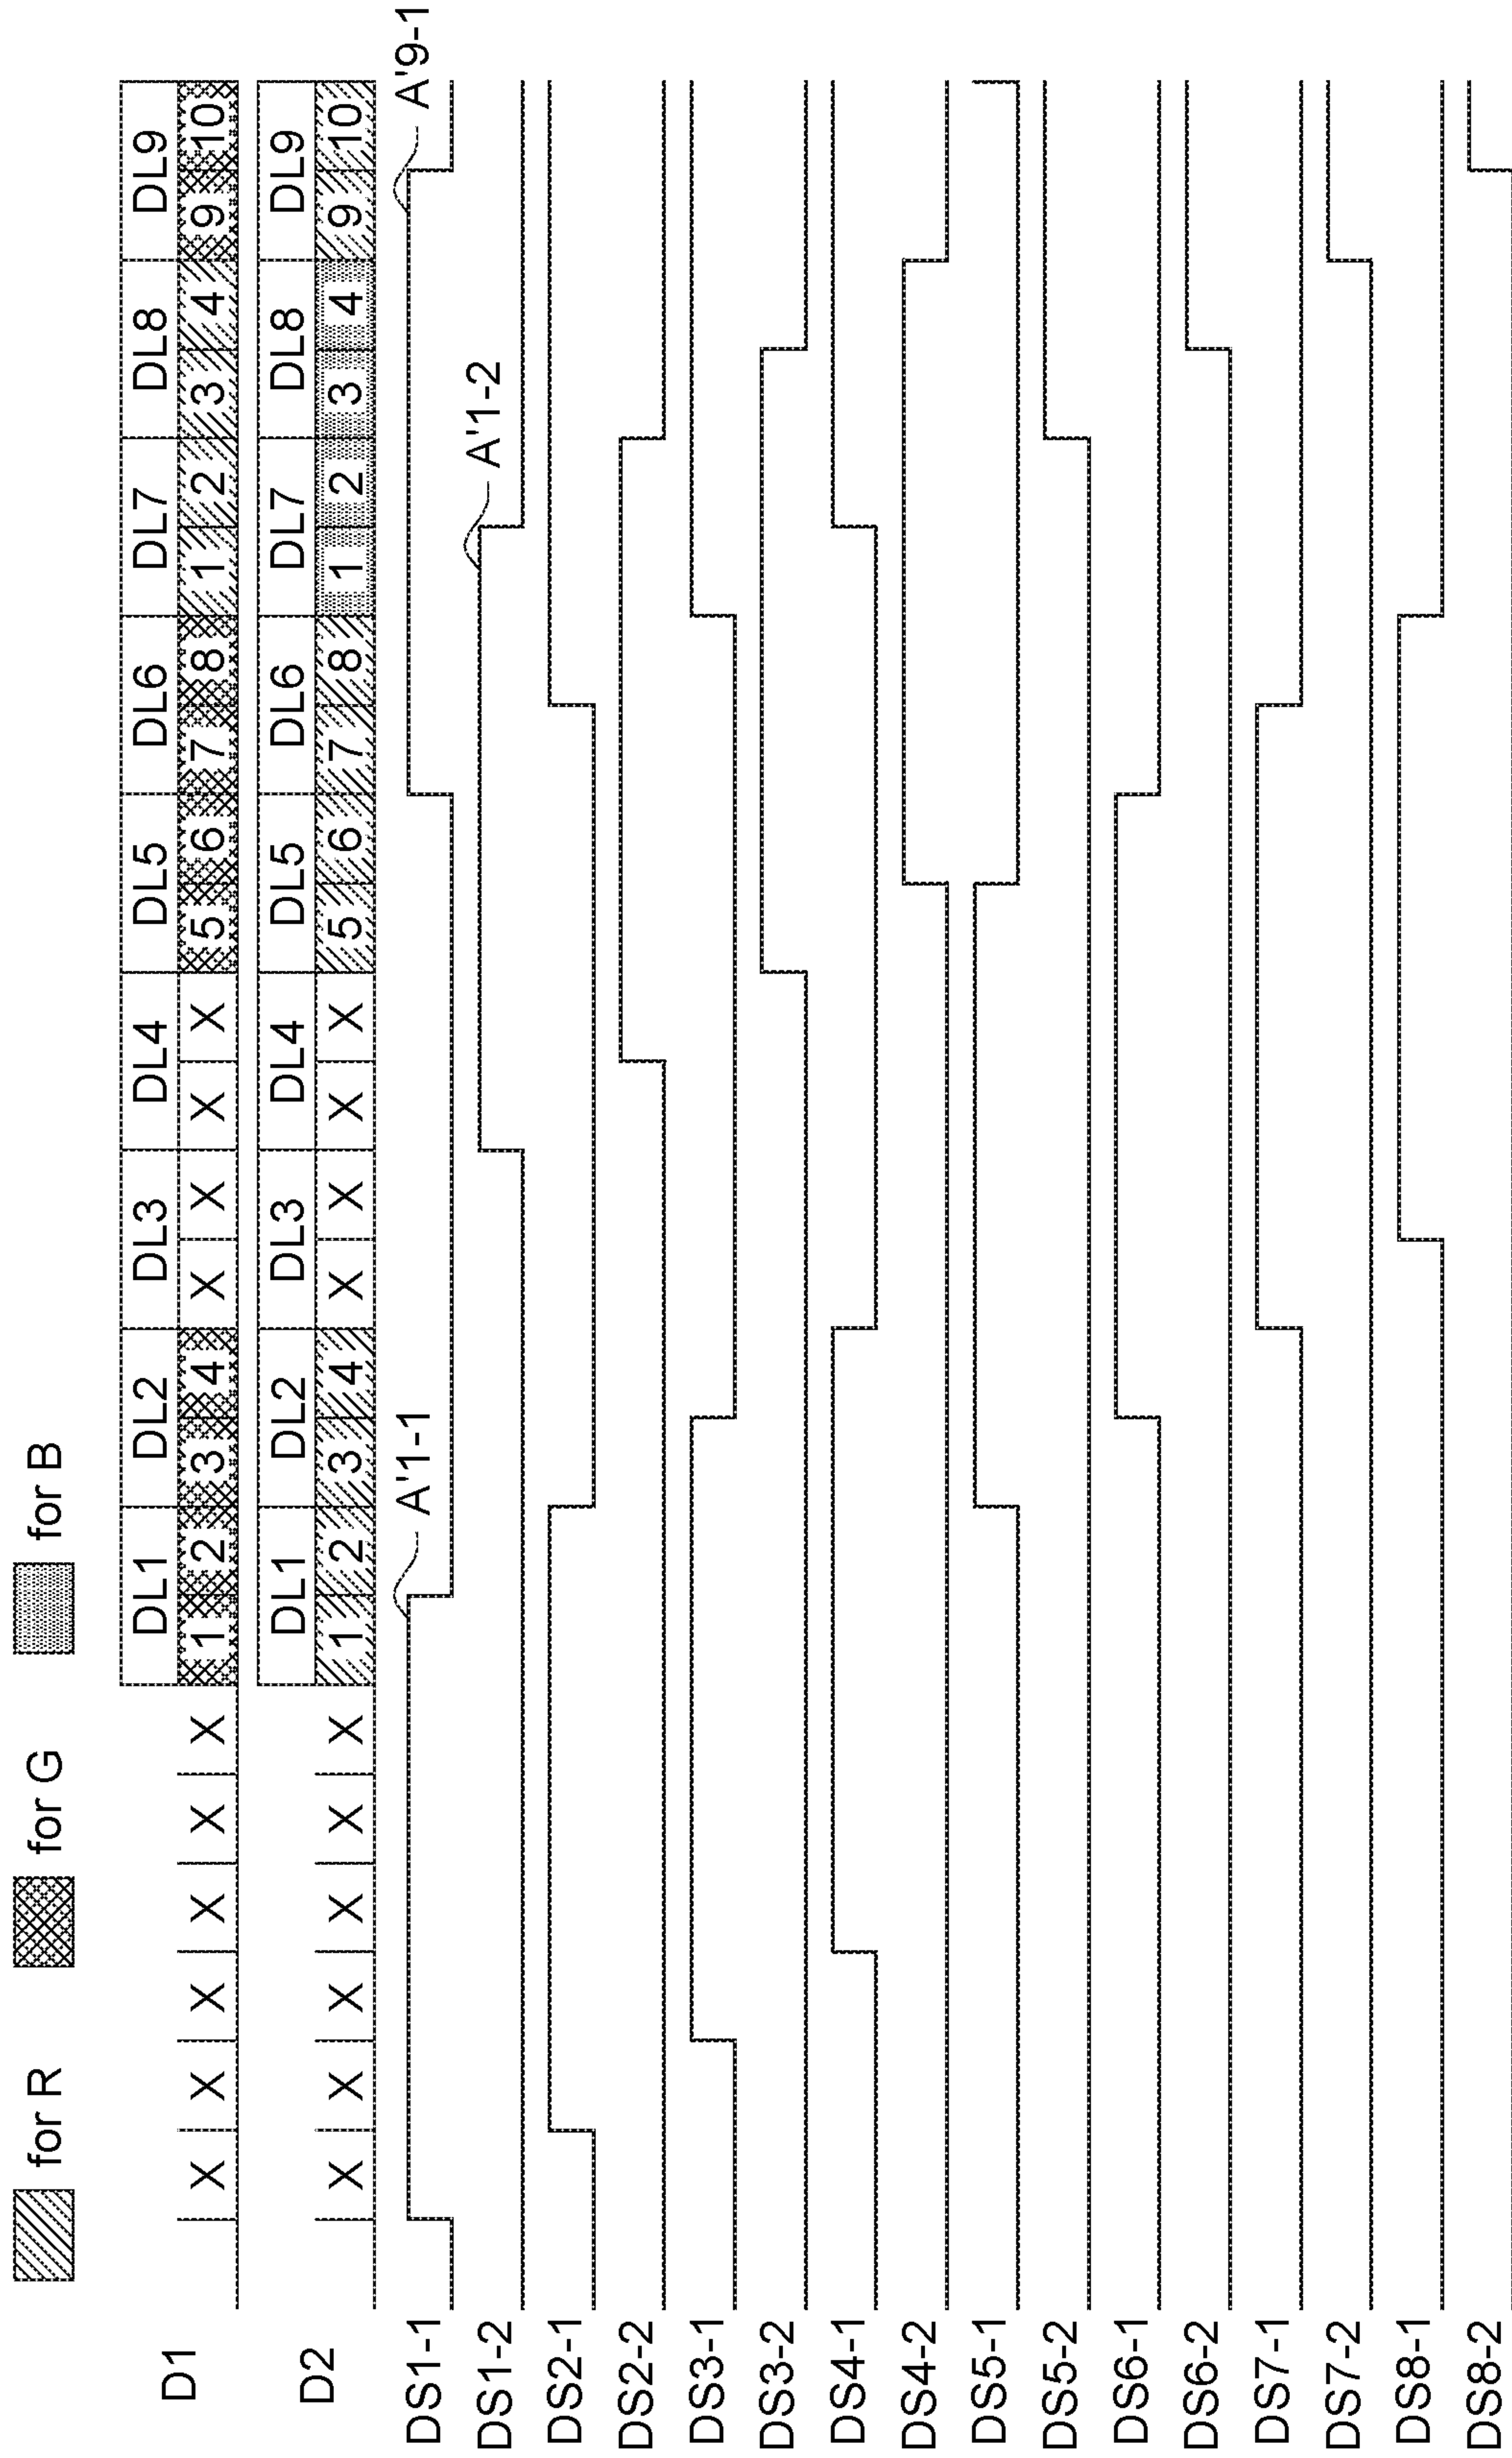 for R for G for B
DL1 DL2 DL3 DL4 DL5 DL6 DL7 DL8 DL9
D1 X X X X X X 1 2 3 4 X X X X 5 6 7 8 1 2 3 4 9 10
DL1 DL2 DL3 DL4 DL5 DL6 DL7 DL8 DL9
D2 X X X X X X 1 2 3 4 X X X X 5 6 7 8 1 2 3 4 9 10
DS1-1 A'1-1 A'9-1
DS1-2 A'1-2
DS2-1
DS2-2
DS3-1
DS3-2
DS4-1
DS4-2
DS5-1
DS5-2
DS6-1
DS6-2
DS7-1
DS7-2
DS8-1
DS8-2